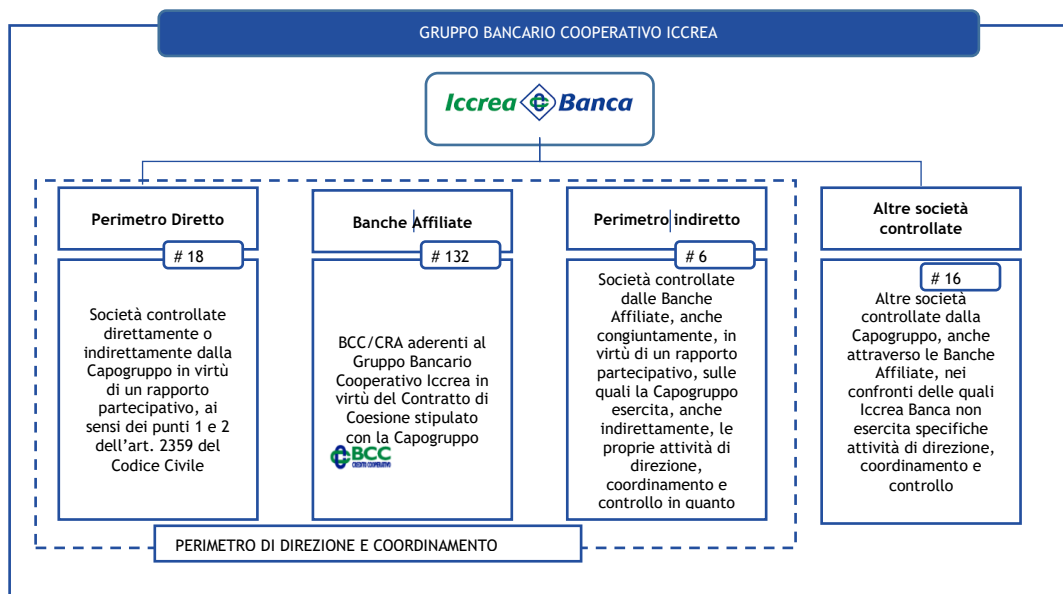 GRUPPO BANCARIO COOPERATIVO ICCREA
Iccrea Banca
Perimetro Diretto
# 18
Società controllate
direttamente o
indirettamente dalla
Capogruppo in virtù
di un rapporto
partecipativo, ai
sensi dei punti 1 e 2
dell'art. 2359 del
Codice Civile
Banche Affiliate
# 132
BCC/CRA aderenti al
Gruppo Bancario
Cooperativo Iccrea in
virtù del Contratto di
Coesione stipulato
con la Capogruppo
BCC
CREDITO COOPERATIVO
Perimetro indiretto
# 6
Società controllate
dalle Banche
Affiliate, anche
congiuntamente, in
virtù di un rapporto
partecipativo, sulle
quali la Capogruppo
esercita, anche
indirettamente, le
proprie attività di
direzione,
coordinamento e
controllo in quanto
Altre società
controllate
# 16
Altre società
controllate dalla
Capogruppo, anche
attraverso le Banche
Affiliate, nei
confronti delle quali
Iccrea Banca non
esercita specifiche
attività di direzione,
coordinamento e
controllo
PERIMETRO DI DIREZIONE E COORDINAMENTO